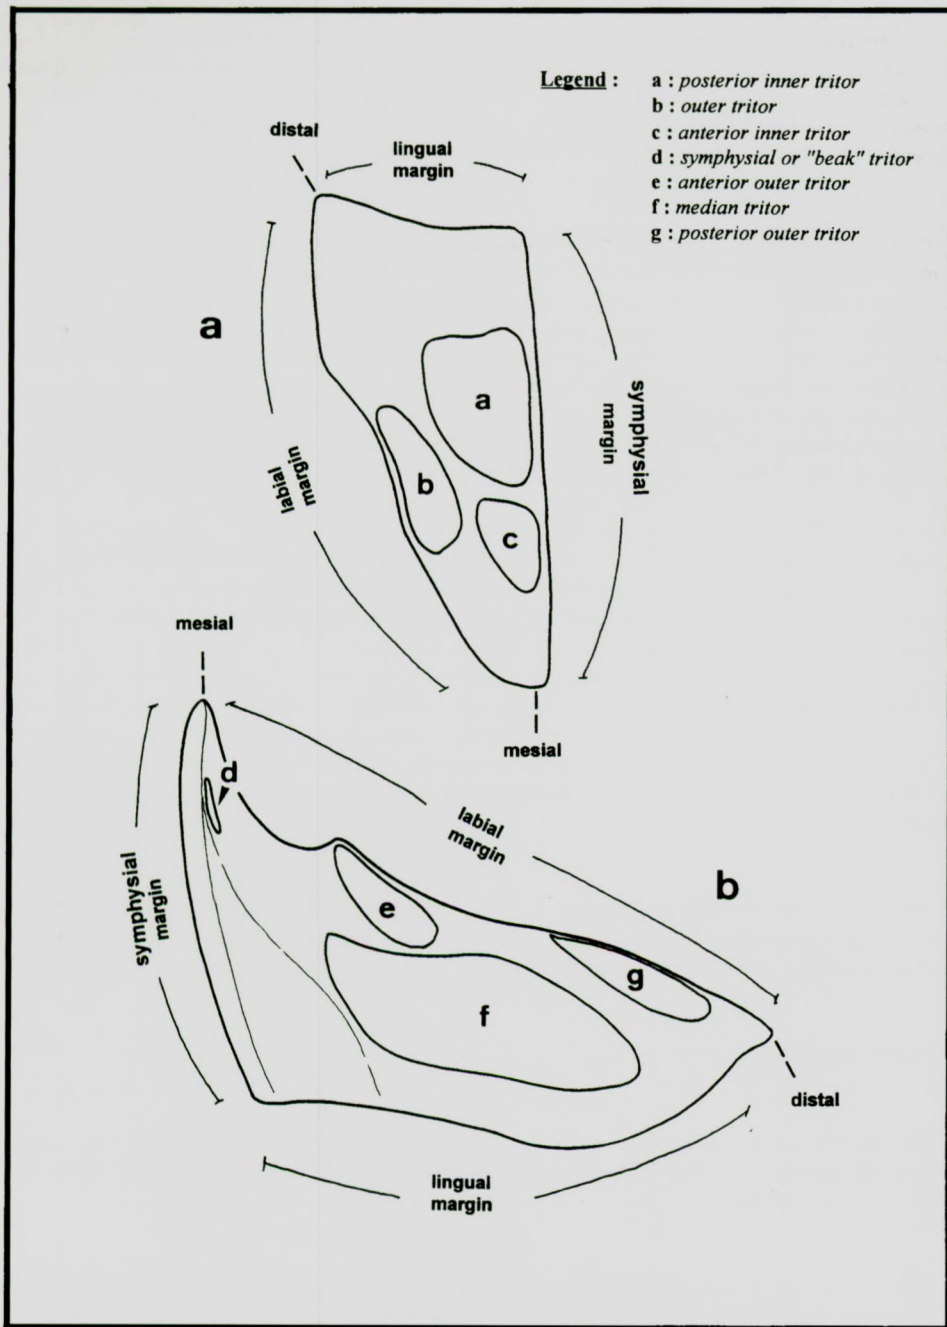 Legend : a : posterior inner tritor
b : outer tritor
c : anterior inner tritor
d : symphysial or "beak" tritor
e : anterior outer tritor
f : median tritor
g : posterior outer tritor
distal
lingual
margin
a
symphysial
margin
a
labial
margin
b
c
mesial
mesial
d
labial
margin
symphysial
margin
b
e
g
f
distal
lingual
margin